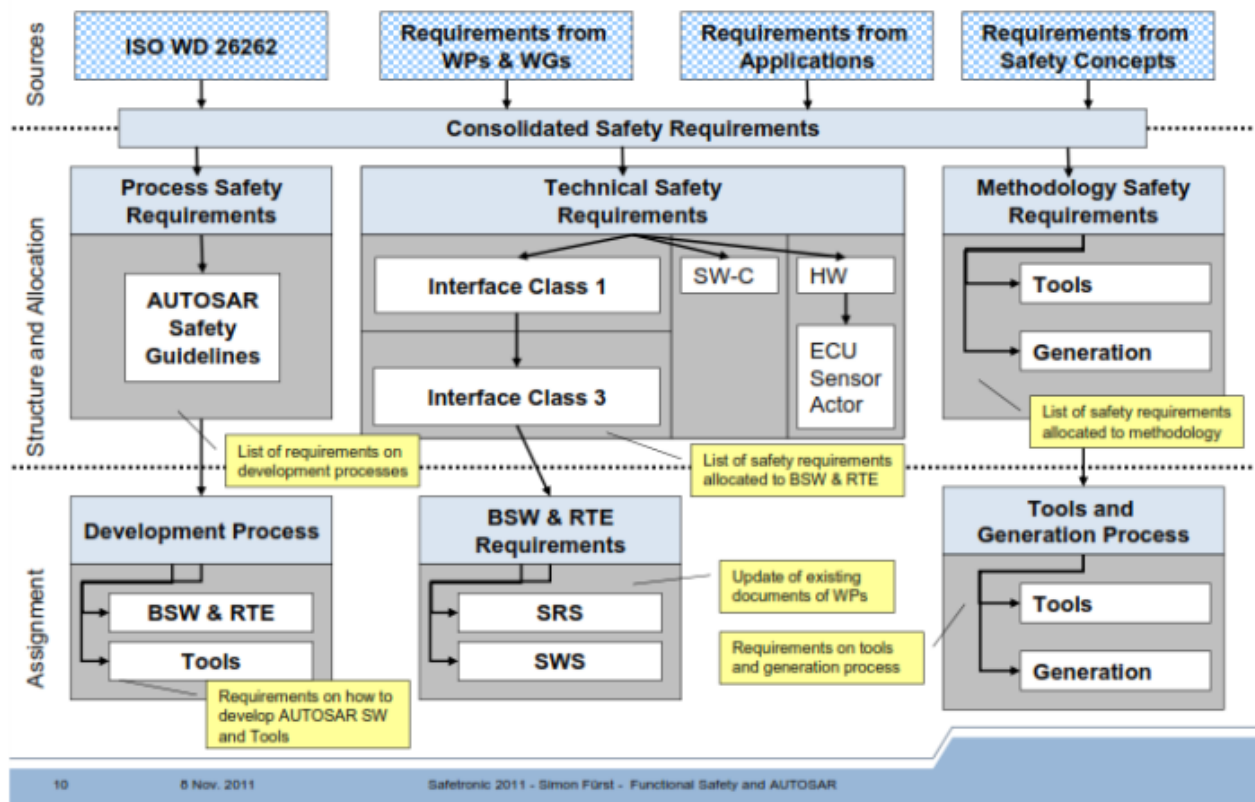 Sources
ISO WD 26262
Requirements from
WPs & WGs
Requirements from
Applications
Requirements from
Safety Concepts
Consolidated Safety Requirements
Structure and Allocation
Process Safety
Requirements
AUTOSAR
Safety
Guidelines
List of requirements on
development processes
Technical Safety
Requirements
Interface Class 1
Interface Class 3
SW-C
HW
ECU
Sensor
Actor
List of safety requirements
allocated to BSW & RTE
Methodology Safety
Requirements
Tools
Generation
List of safety requirements
allocated to methodology
Assignment
Development Process
BSW & RTE
Tools
Requirements on how to
develop AUTOSAR SW
and Tools
BSW & RTE
Requirements
SRS
SWS
Update of existing
documents of WPs
Requirements on tools
and generation process
Tools and
Generation Process
Tools
Generation
10
8 Nov. 2011
Safetronic 2011 - Simon Fürst - Functional Safety and AUTOSAR